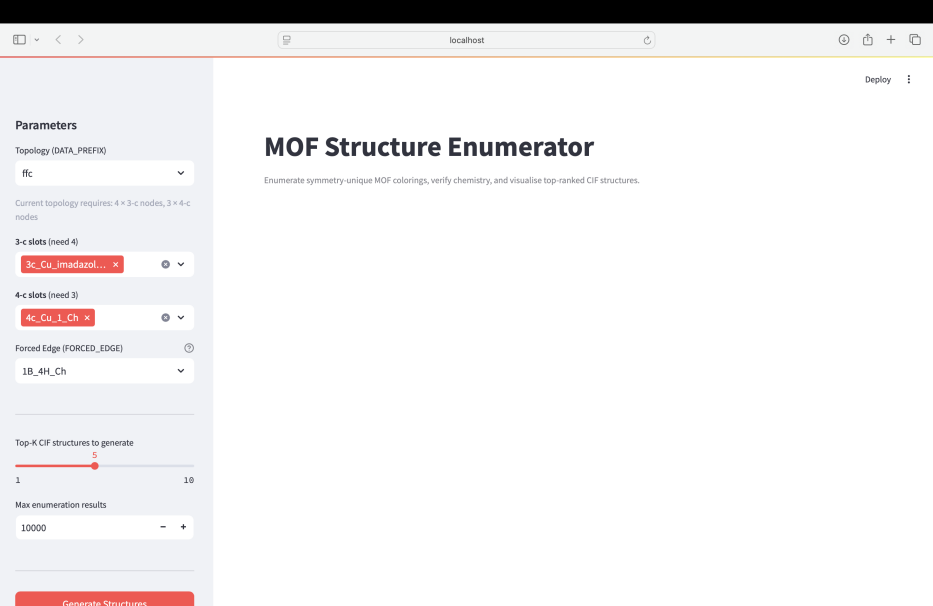 localhost
Deploy
Parameters
Topology (DATA_PREFIX)
ffc
Current topology requires: 4 × 3-c nodes, 3 × 4-c
nodes
3-c slots (need 4)
3c_Cu_imadazol...
4-c slots (need 3)
4c_Cu_1_Ch
Forced Edge (FORCED_EDGE)
1B_4H_Ch
Top-K CIF structures to generate
5
1 10
Max enumeration results
10000
Generate Structures
MOF Structure Enumerator
Enumerate symmetry-unique MOF colorings, verify chemistry, and visualise top-ranked CIF structures.